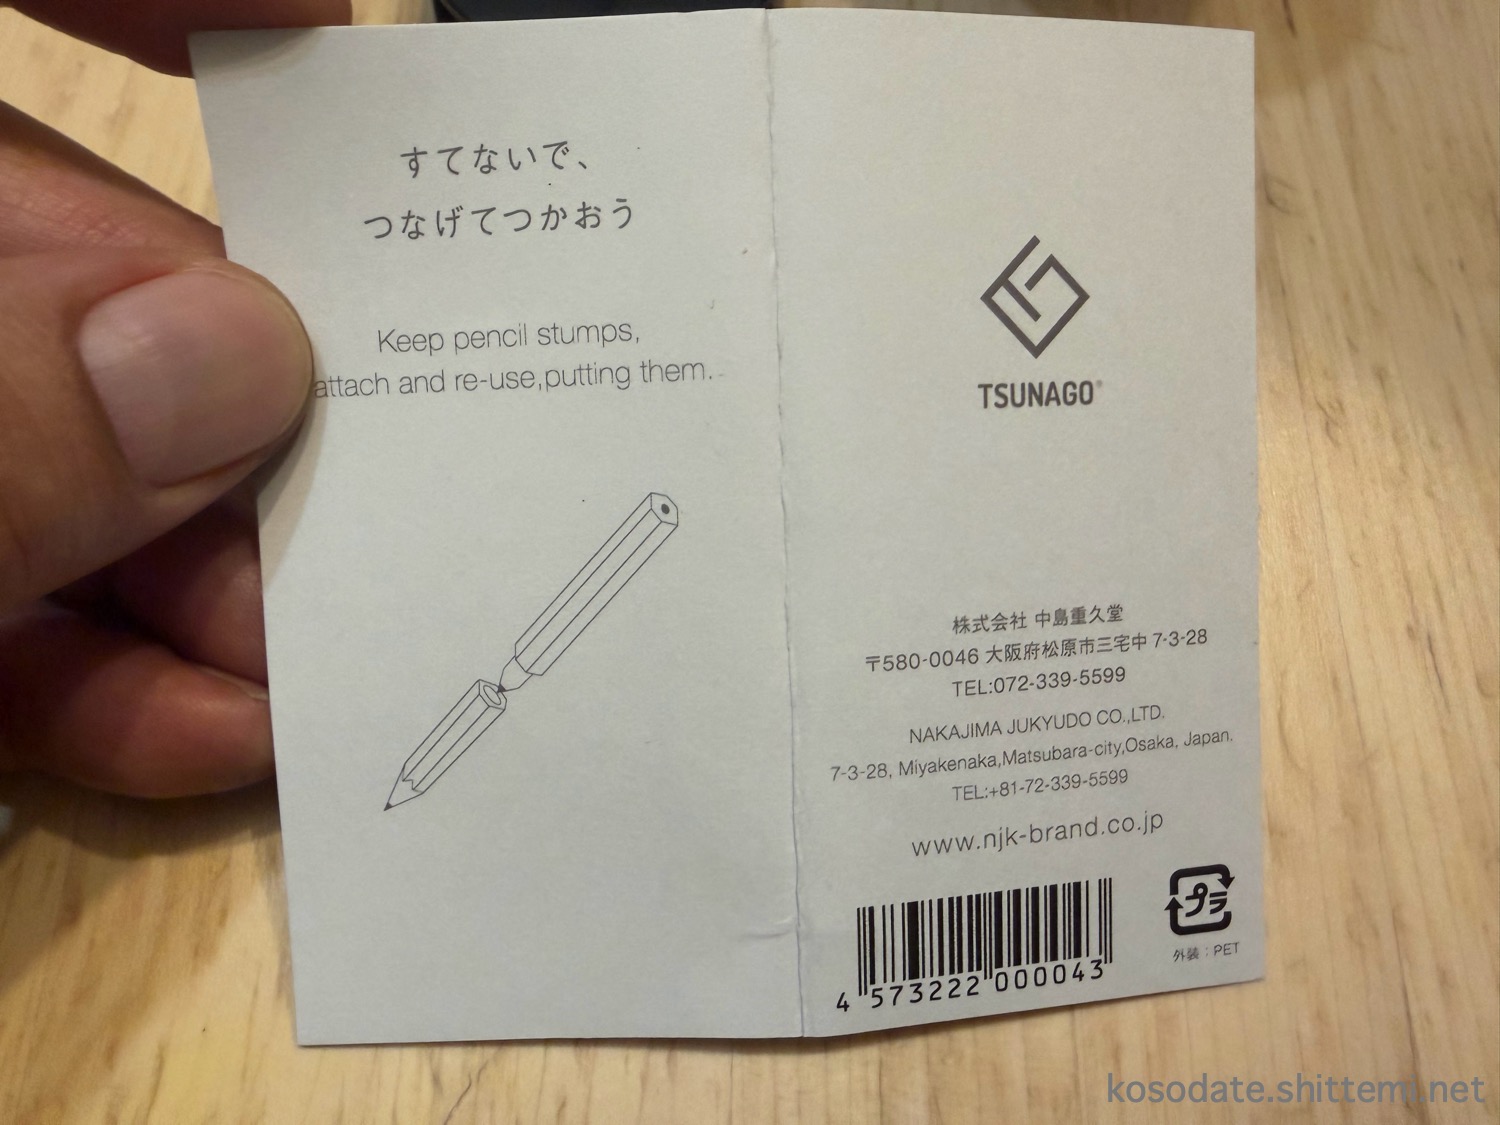 すてないで、
つなげてつかおう
Keep pencil stumps,
attach and re-use,putting them.
TSUNAGO®
株式会社 中島重久堂
〒580-0046 大阪府松原市三宅中 7-3-28
TEL:072-339-5599
NAKAJIMA JUKYUDO CO.,LTD.
7-3-28, Miyakenaka,Matsubara-city,Osaka, Japan.
TEL:+81-72-339-5599
www.njk-brand.co.jp
4 573222 000043
プラ
外装：PET
kosodate.shittemi.net